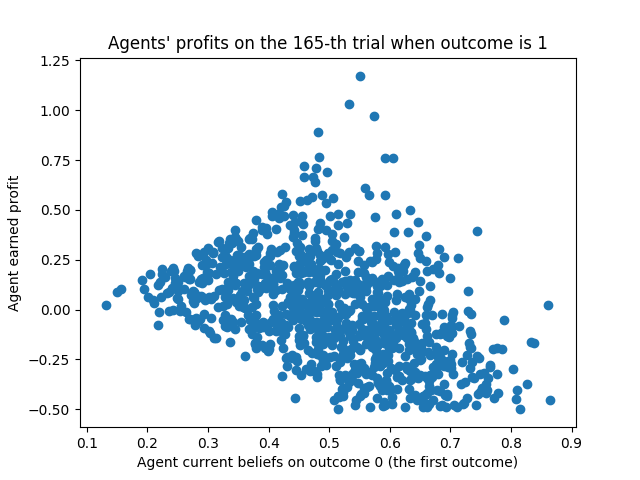 Agents' profits on the 165-th trial when outcome is 1
1.25
1.00
0.75
0.50
0.25
0.00
−0.25
−0.50
Agent earned profit
0.1 0.2 0.3 0.4 0.5 0.6 0.7 0.8 0.9
Agent current beliefs on outcome 0 (the first outcome)